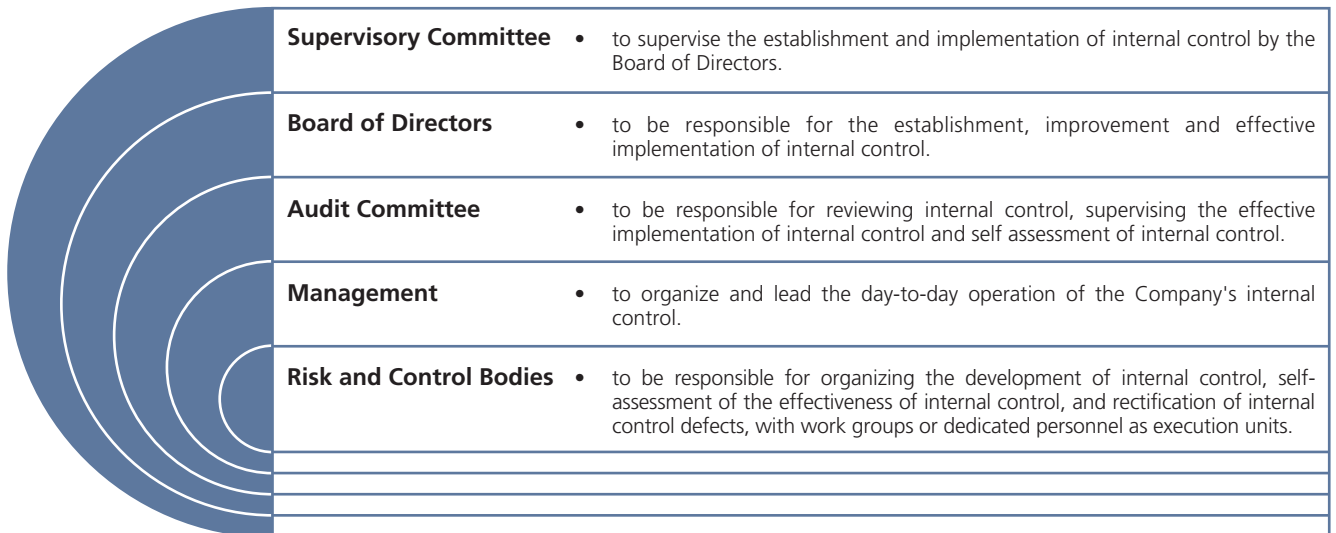 Supervisory Committee • to supervise the establishment and implementation of internal control by the
Board of Directors.
Board of Directors • to be responsible for the establishment, improvement and effective
implementation of internal control.
Audit Committee • to be responsible for reviewing internal control, supervising the effective
implementation of internal control and self assessment of internal control.
Management • to organize and lead the day-to-day operation of the Company's internal
control.
Risk and Control Bodies • to be responsible for organizing the development of internal control, self-
assessment of the effectiveness of internal control, and rectification of internal
control defects, with work groups or dedicated personnel as execution units.